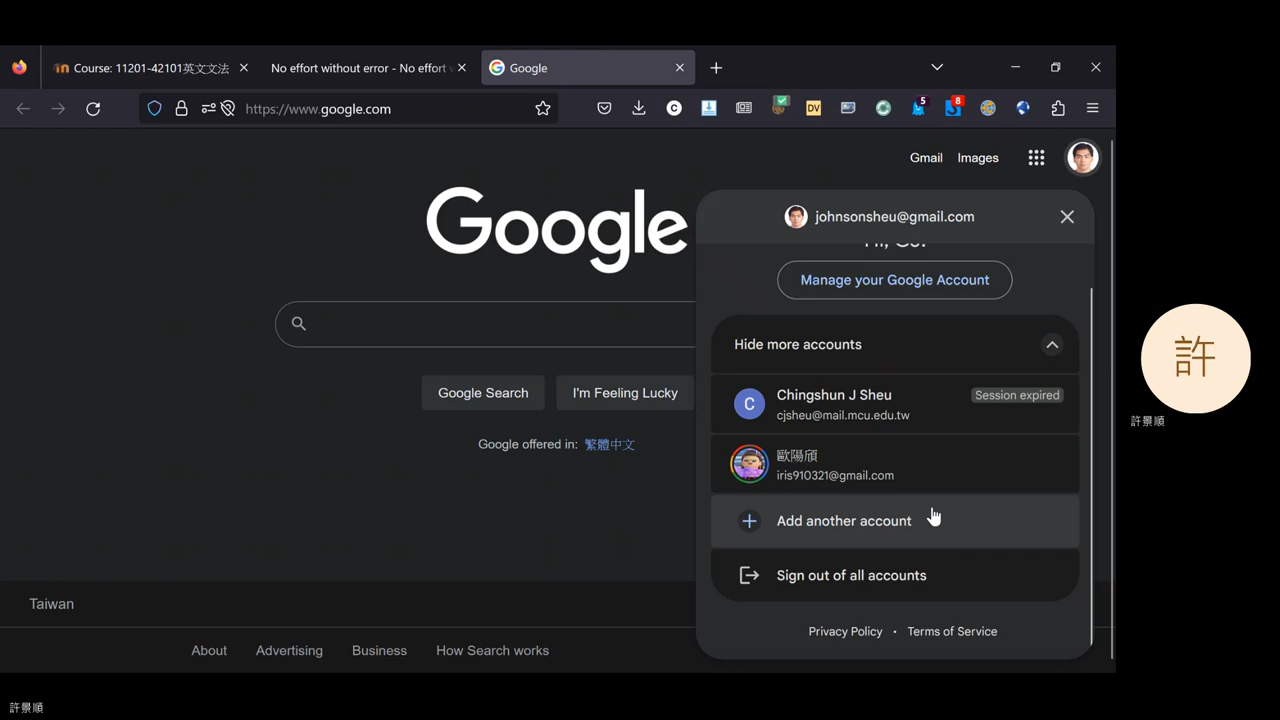 Course: 11201-42101英文文法
No effort without error - No effort w
Google
https://www.google.com
C
DV
5
8
Gmail
Images
Google
johnsonsheu@gmail.com
Manage your Google Account
Hide more accounts
C
Chingshun J Sheu
Session expired
cjsheu@mail.mcu.edu.tw
歐陽頎
iris910321@gmail.com
Add another account
Sign out of all accounts
Privacy Policy • Terms of Service
Google Search
I'm Feeling Lucky
Google offered in: 繁體中文
Taiwan
About
Advertising
Business
How Search works
許
許景順
許景順